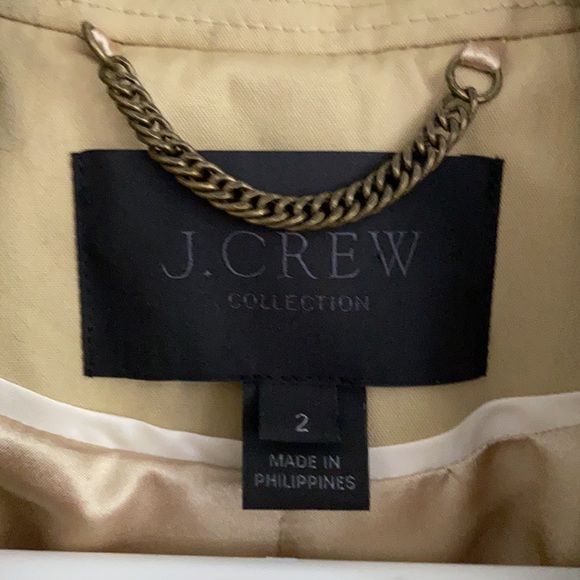 J.CREW
COLLECTION
2
MADE IN
PHILIPPINES